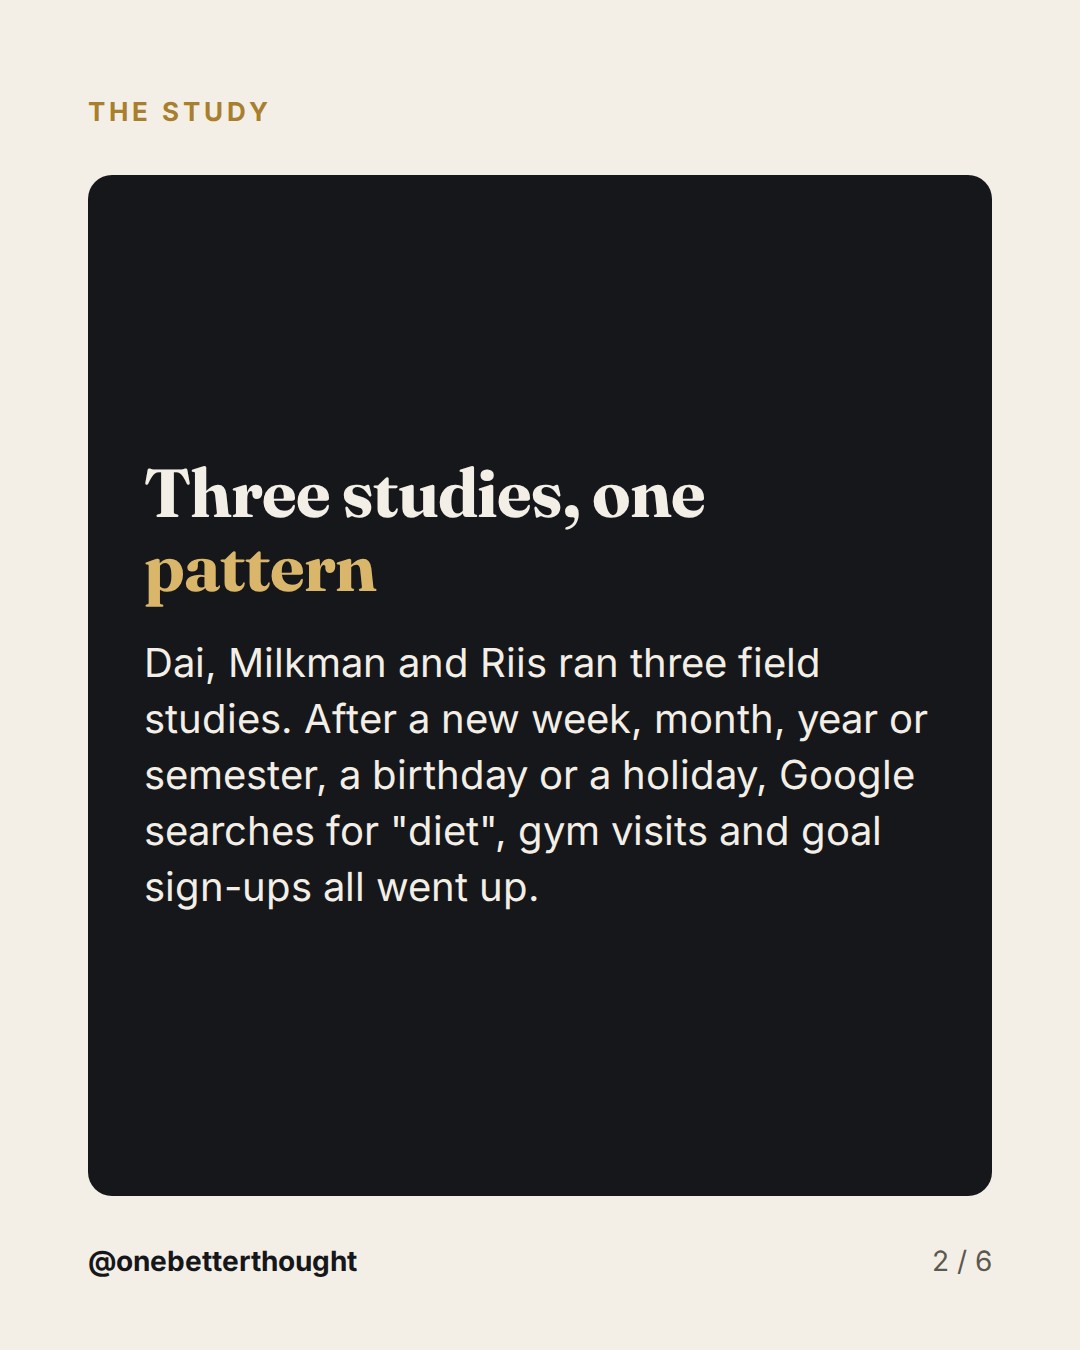 THE STUDY
Three studies, one
pattern
Dai, Milkman and Riis ran three field
studies. After a new week, month, year or
semester, a birthday or a holiday, Google
searches for "diet", gym visits and goal
sign-ups all went up.
@onebetterthought
2 / 6